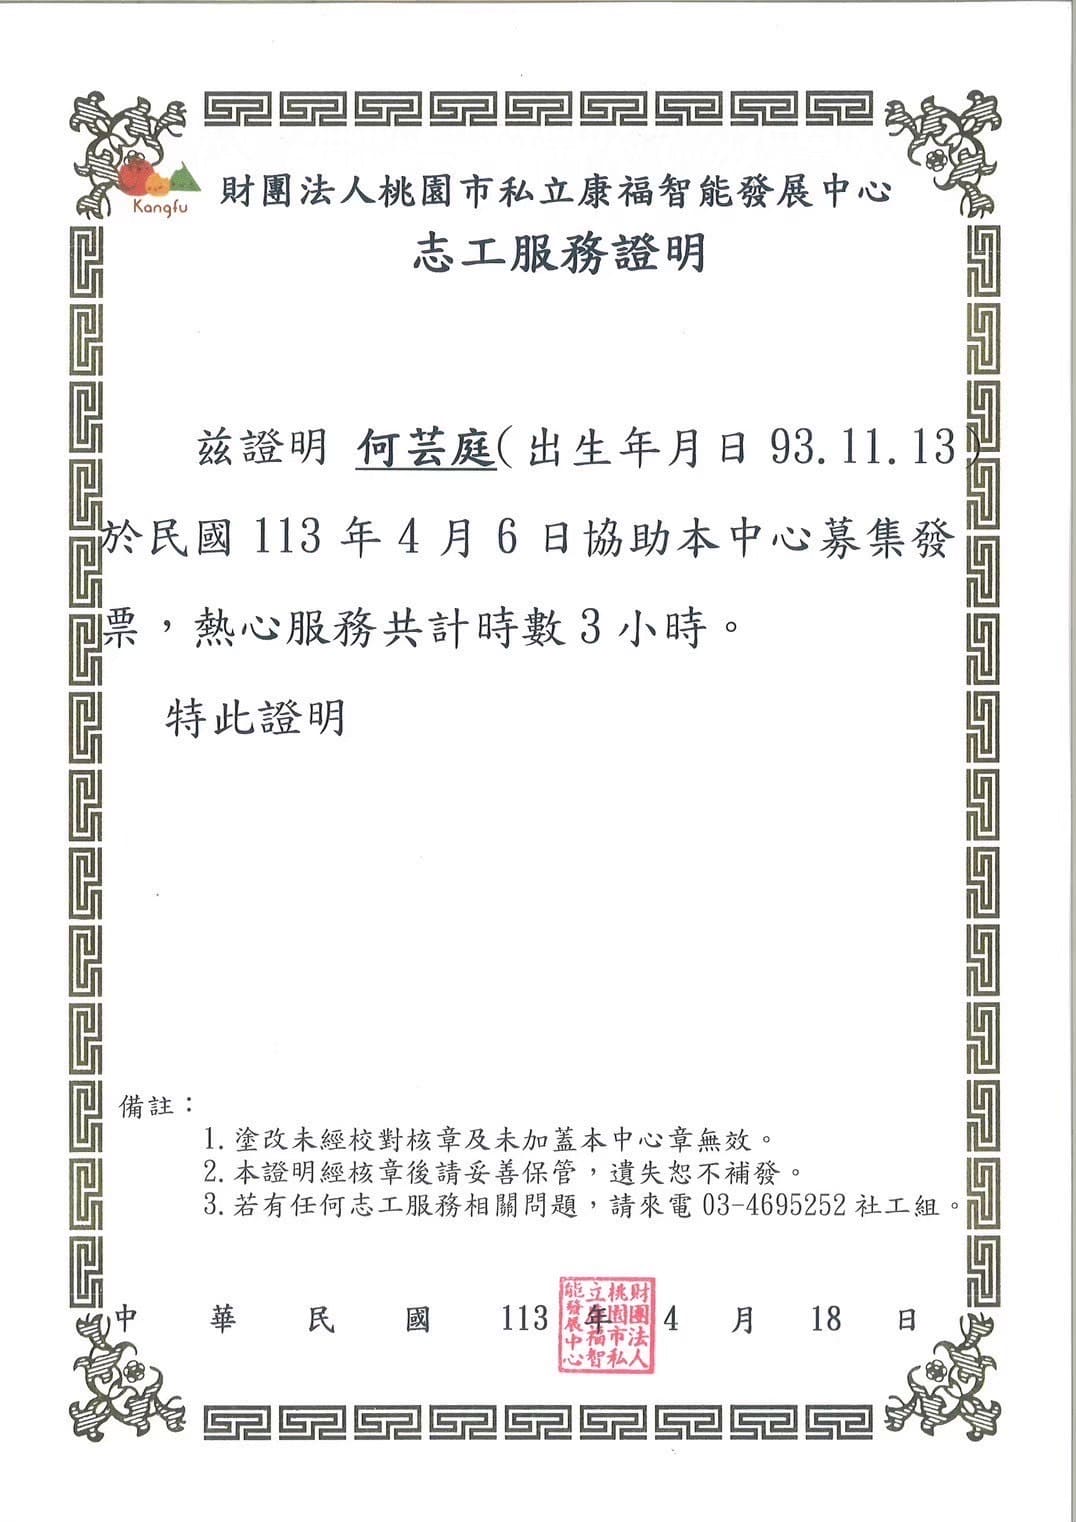 Kangfu
財團法人桃園市私立康福智能發展中心
志工服務證明
茲證明 何芸庭(出生年月日 93.11.13)
於民國 113 年 4 月 6 日協助本中心募集發
票，熱心服務共計時數 3 小時。
特此證明
備註：
1. 塗改未經校對核章及未加蓋本中心章無效。
2. 本證明經核章後請妥善保管，遺失恕不補發。
3. 若有任何志工服務相關問題，請來電 03-4695252 社工組。
中 華 民 國 113 年 4 月 18 日
財團法人
桃園市私
立康福智
能發展中心